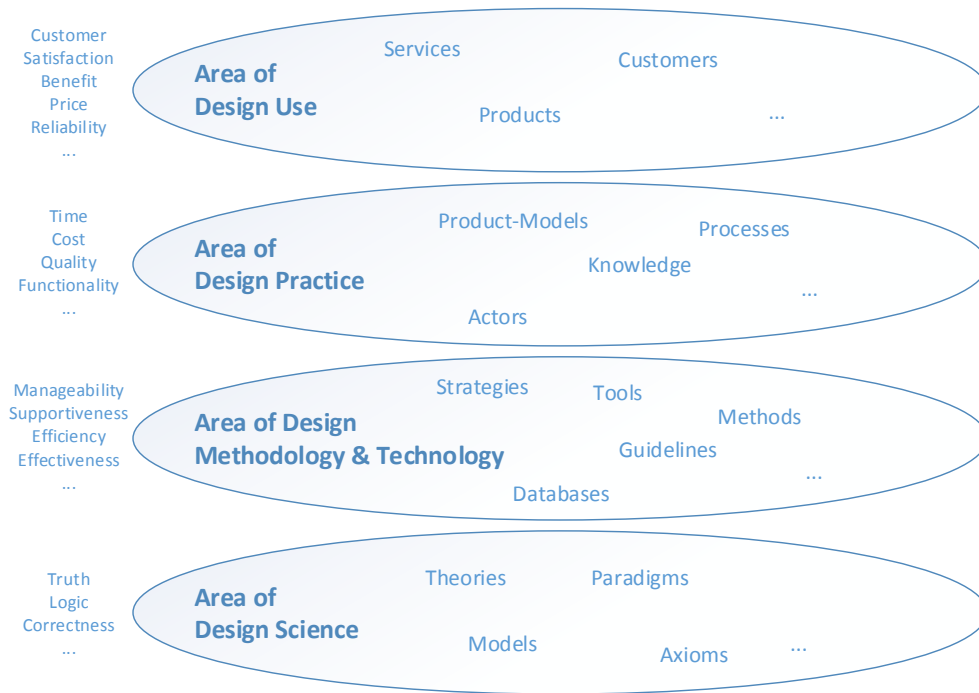 Customer
Satisfaction
Benefit
Price
Reliability
...
Area of
Design Use
Services
Customers
Products
...
Time
Cost
Quality
Functionality
...
Area of
Design Practice
Product-Models
Processes
Knowledge
...
Actors
Manageability
Supportiveness
Efficiency
Effectiveness
...
Area of Design
Methodology & Technology
Strategies
Tools
Methods
Guidelines
...
Databases
Truth
Logic
Correctness
...
Area of
Design Science
Theories
Paradigms
Models
Axioms
...